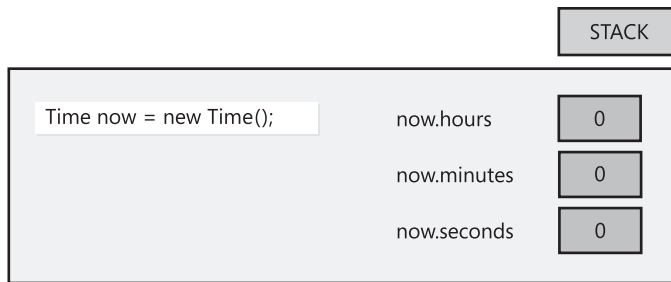 STACK
Time now = new Time();
now.hours 0
now.minutes 0
now.seconds 0